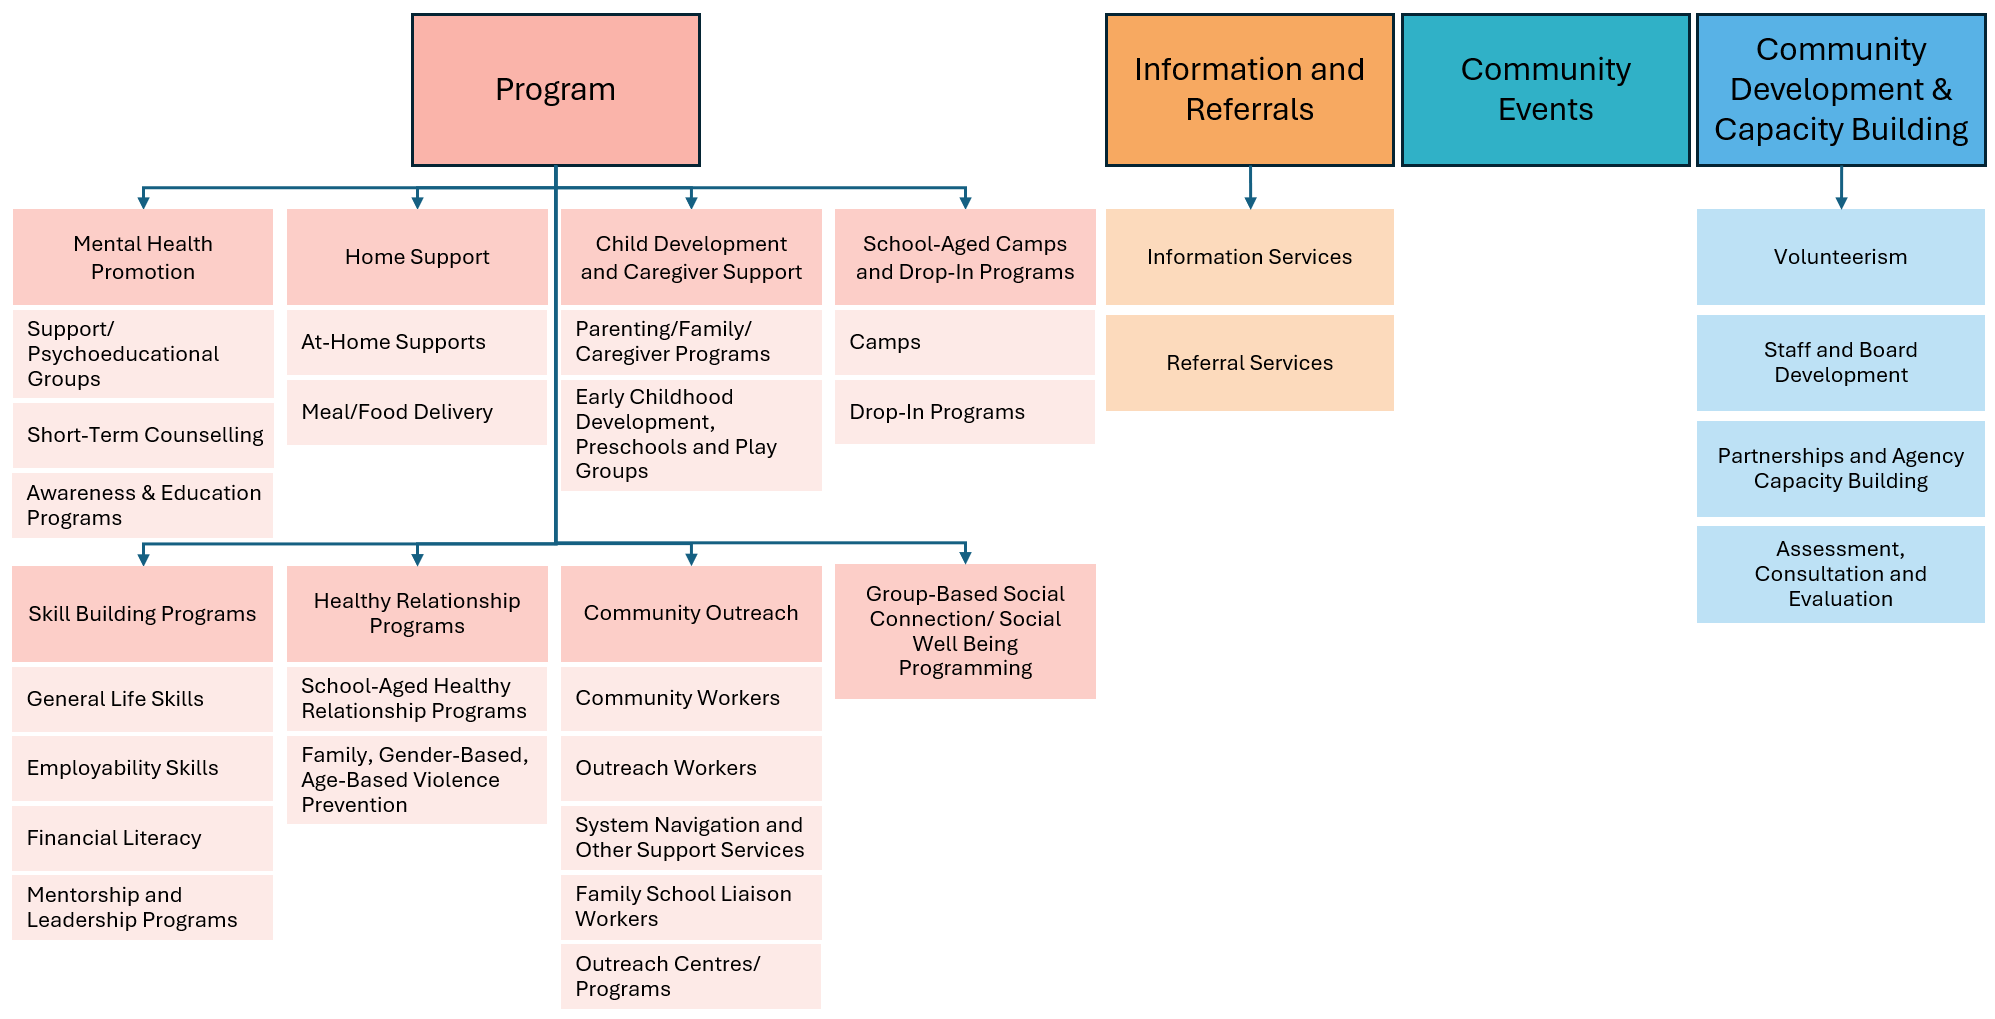 Program
Information and
Referrals
Community
Events
Community
Development &
Capacity Building
Mental Health
Promotion
Support/
Psychoeducational
Groups
Short-Term Counselling
Awareness & Education
Programs
Home Support
At-Home Supports
Meal/Food Delivery
Child Development
and Caregiver Support
Parenting/Family/
Caregiver Programs
Early Childhood
Development,
Preschools and Play
Groups
School-Aged Camps
and Drop-In Programs
Camps
Drop-In Programs
Information Services
Referral Services
Volunteerism
Staff and Board
Development
Partnerships and Agency
Capacity Building
Assessment,
Consultation and
Evaluation
Skill Building Programs
General Life Skills
Employability Skills
Financial Literacy
Mentorship and
Leadership Programs
Healthy Relationship
Programs
School-Aged Healthy
Relationship Programs
Family, Gender-Based,
Age-Based Violence
Prevention
Community Outreach
Community Workers
Outreach Workers
System Navigation and
Other Support Services
Family School Liaison
Workers
Outreach Centres/
Programs
Group-Based Social
Connection/ Social
Well Being
Programming